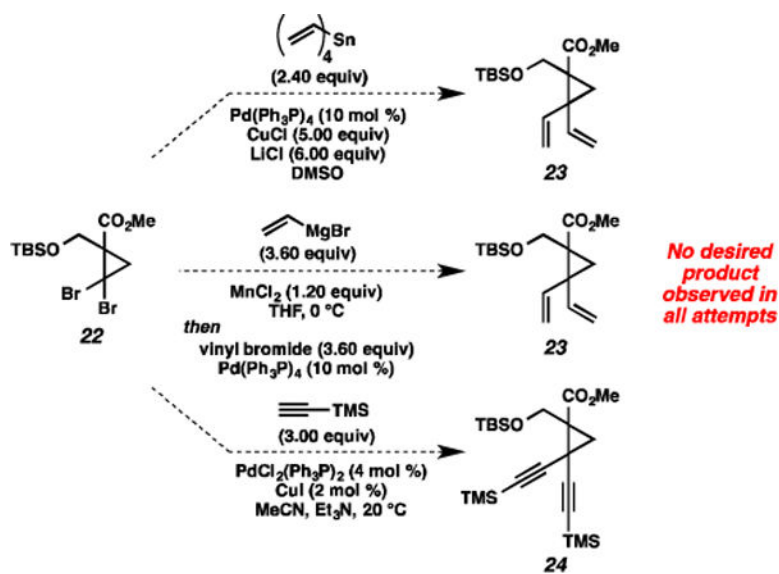 ( Sn
)4
(2.40 equiv)
Pd(Ph3P)4 (10 mol %)
CuCl (5.00 equiv)
LiCl (6.00 equiv)
DMSO
CO2Me
TBSO
23
CO2Me
TBSO
Br
Br
22
MgBr
(3.60 equiv)
MnCl2 (1.20 equiv)
THF, 0 °C
then
vinyl bromide (3.60 equiv)
Pd(Ph3P)4 (10 mol %)
CO2Me
TBSO
23
No desired
product
observed in
all attempts
TMS
(3.00 equiv)
PdCl2(Ph3P)2 (4 mol %)
CuI (2 mol %)
MeCN, Et3N, 20 °C
CO2Me
TBSO
TMS
TMS
24